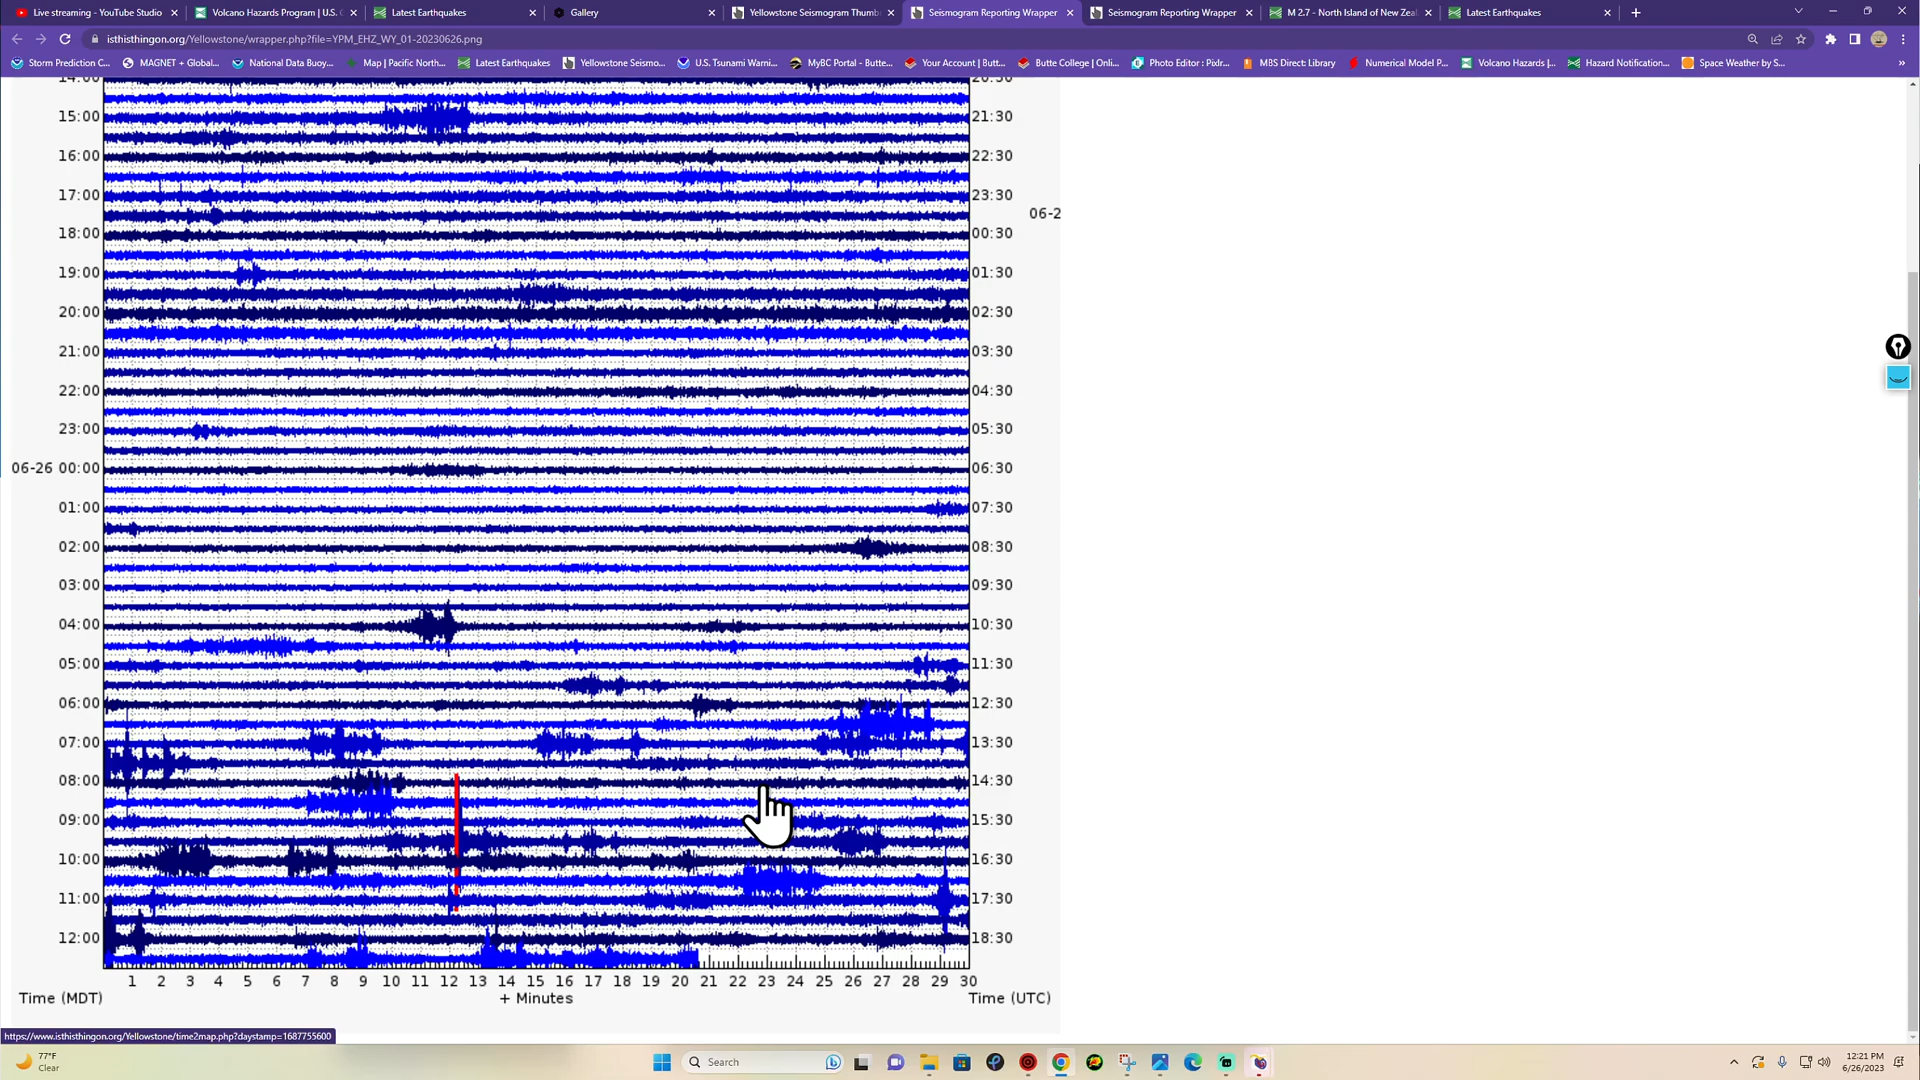 Live streaming - YouTube Studio
Volcano Hazards Program | U.S. G
Latest Earthquakes
Gallery
Yellowstone Seismogram Thumb
Seismogram Reporting Wrapper
Seismogram Reporting Wrapper
M 2.7 - North Island of New Zea
Latest Earthquakes
isthisthingon.org/Yellowstone/wrapper.php?file=YPM_EHZ_WY_01-20230626.png
Storm Prediction C...
MAGNET + Global...
National Data Buoy...
Map | Pacific North...
Latest Earthquakes
Yellowstone Seismo...
U.S. Tsunami Warni...
MyBC Portal - Butte...
Your Account | Butt...
Butte College | Onli...
Photo Editor : Pixlr...
MBS Direct Library
Numerical Model P...
Volcano Hazards |...
Hazard Notification...
Space Weather by S...
14:00 20:30
15:00 21:30
16:00 22:30
17:00 23:30
06-2
18:00 00:30
19:00 01:30
20:00 02:30
21:00 03:30
22:00 04:30
23:00 05:30
06-26 00:00 06:30
01:00 07:30
02:00 08:30
03:00 09:30
04:00 10:30
05:00 11:30
06:00 12:30
07:00 13:30
08:00 14:30
09:00 15:30
10:00 16:30
11:00 17:30
12:00 18:30
1 2 3 4 5 6 7 8 9 10 11 12 13 14 15 16 17 18 19 20 21 22 23 24 25 26 27 28 29 30
Time (MDT) + Minutes Time (UTC)
https://www.isthisthingon.org/Yellowstone/time2map.php?daystamp=1687755600
77°F
Clear
Search
12:21 PM
6/26/2023